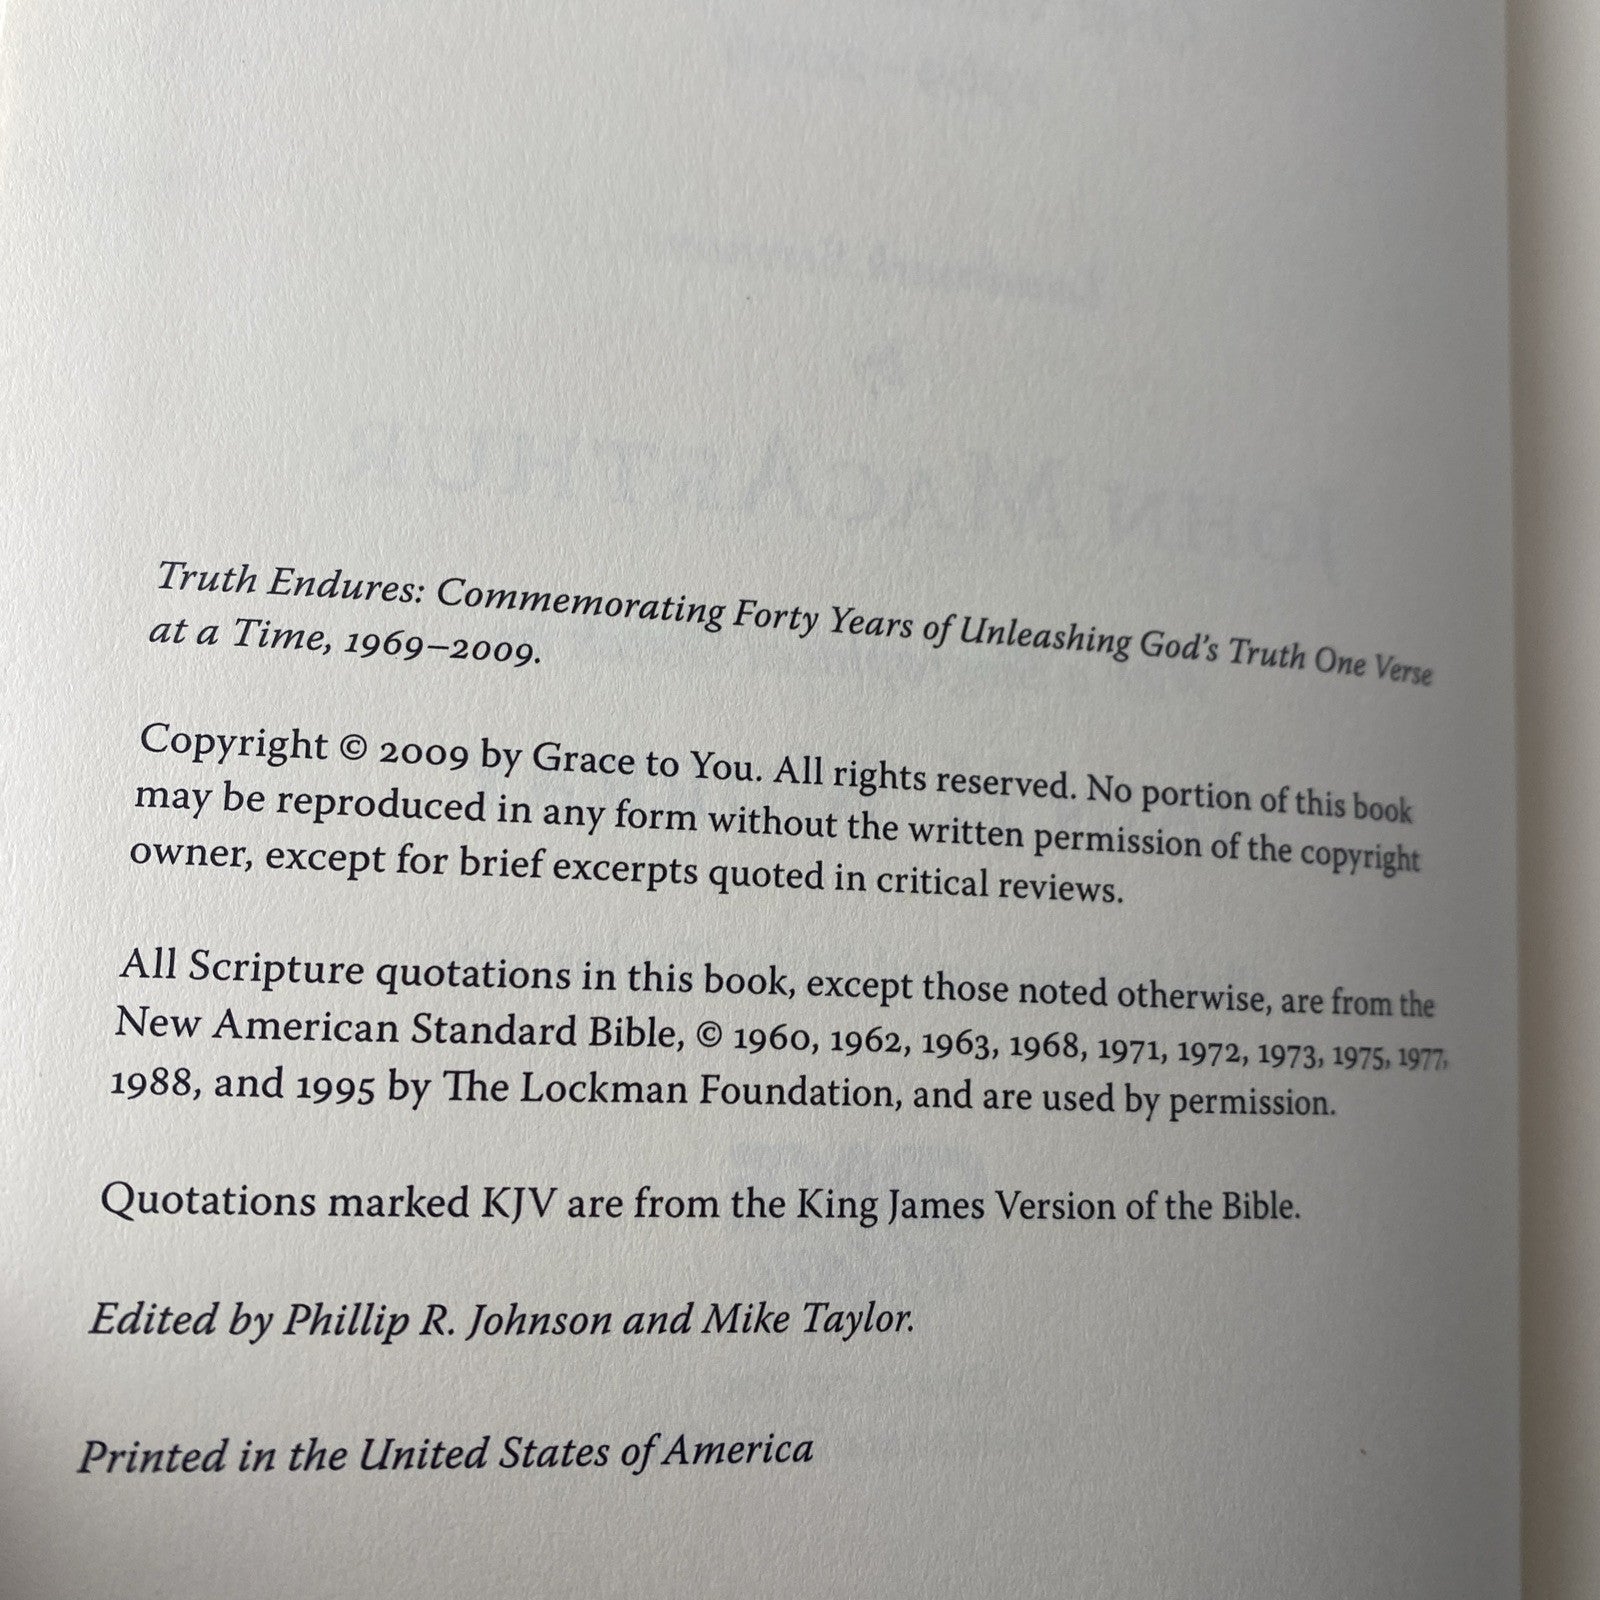 Truth Endures: Commemorating Forty Years of Unleashing God's Truth One Verse
at a Time, 1969–2009.
Copyright © 2009 by Grace to You. All rights reserved. No portion of this book
may be reproduced in any form without the written permission of the copyright
owner, except for brief excerpts quoted in critical reviews.
All Scripture quotations in this book, except those noted otherwise, are from the
New American Standard Bible, © 1960, 1962, 1963, 1968, 1971, 1972, 1973, 1975, 1977,
1988, and 1995 by The Lockman Foundation, and are used by permission.
Quotations marked KJV are from the King James Version of the Bible.
Edited by Phillip R. Johnson and Mike Taylor.
Printed in the United States of America